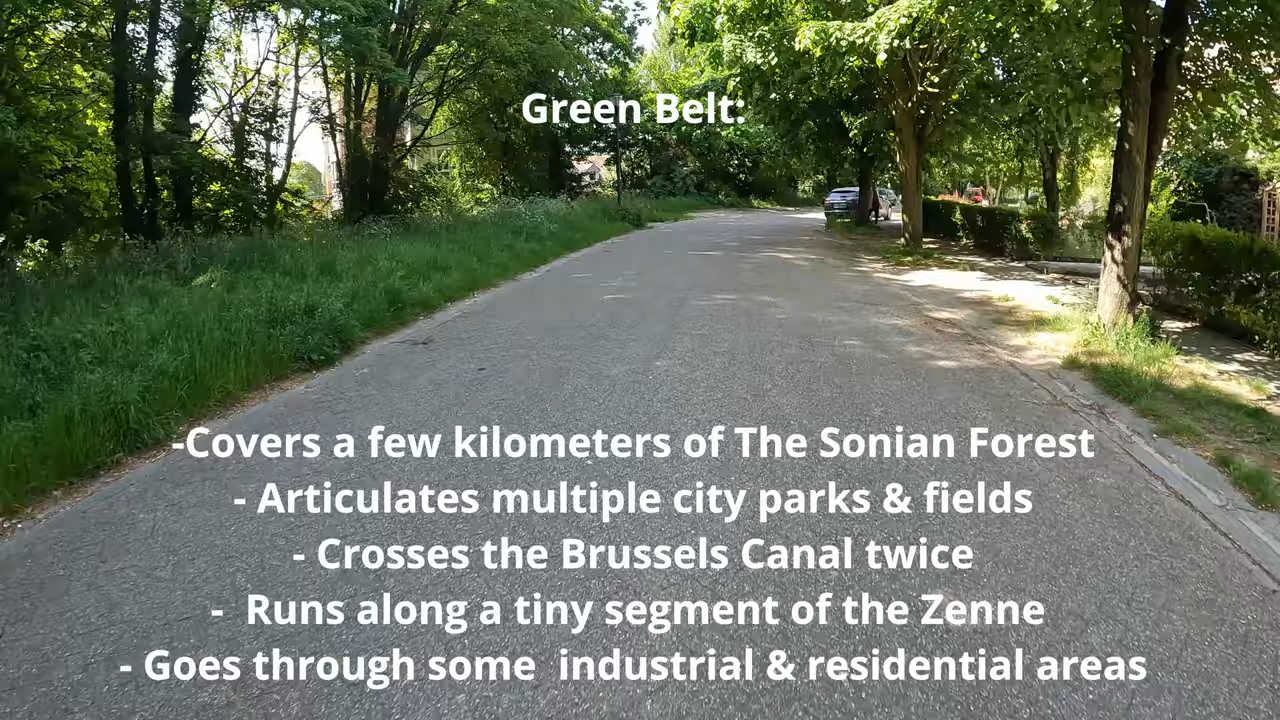 Green Belt:
-Covers a few kilometers of The Sonian Forest
- Articulates multiple city parks & fields
- Crosses the Brussels Canal twice
-  Runs along a tiny segment of the Zenne
- Goes through some  industrial & residential areas